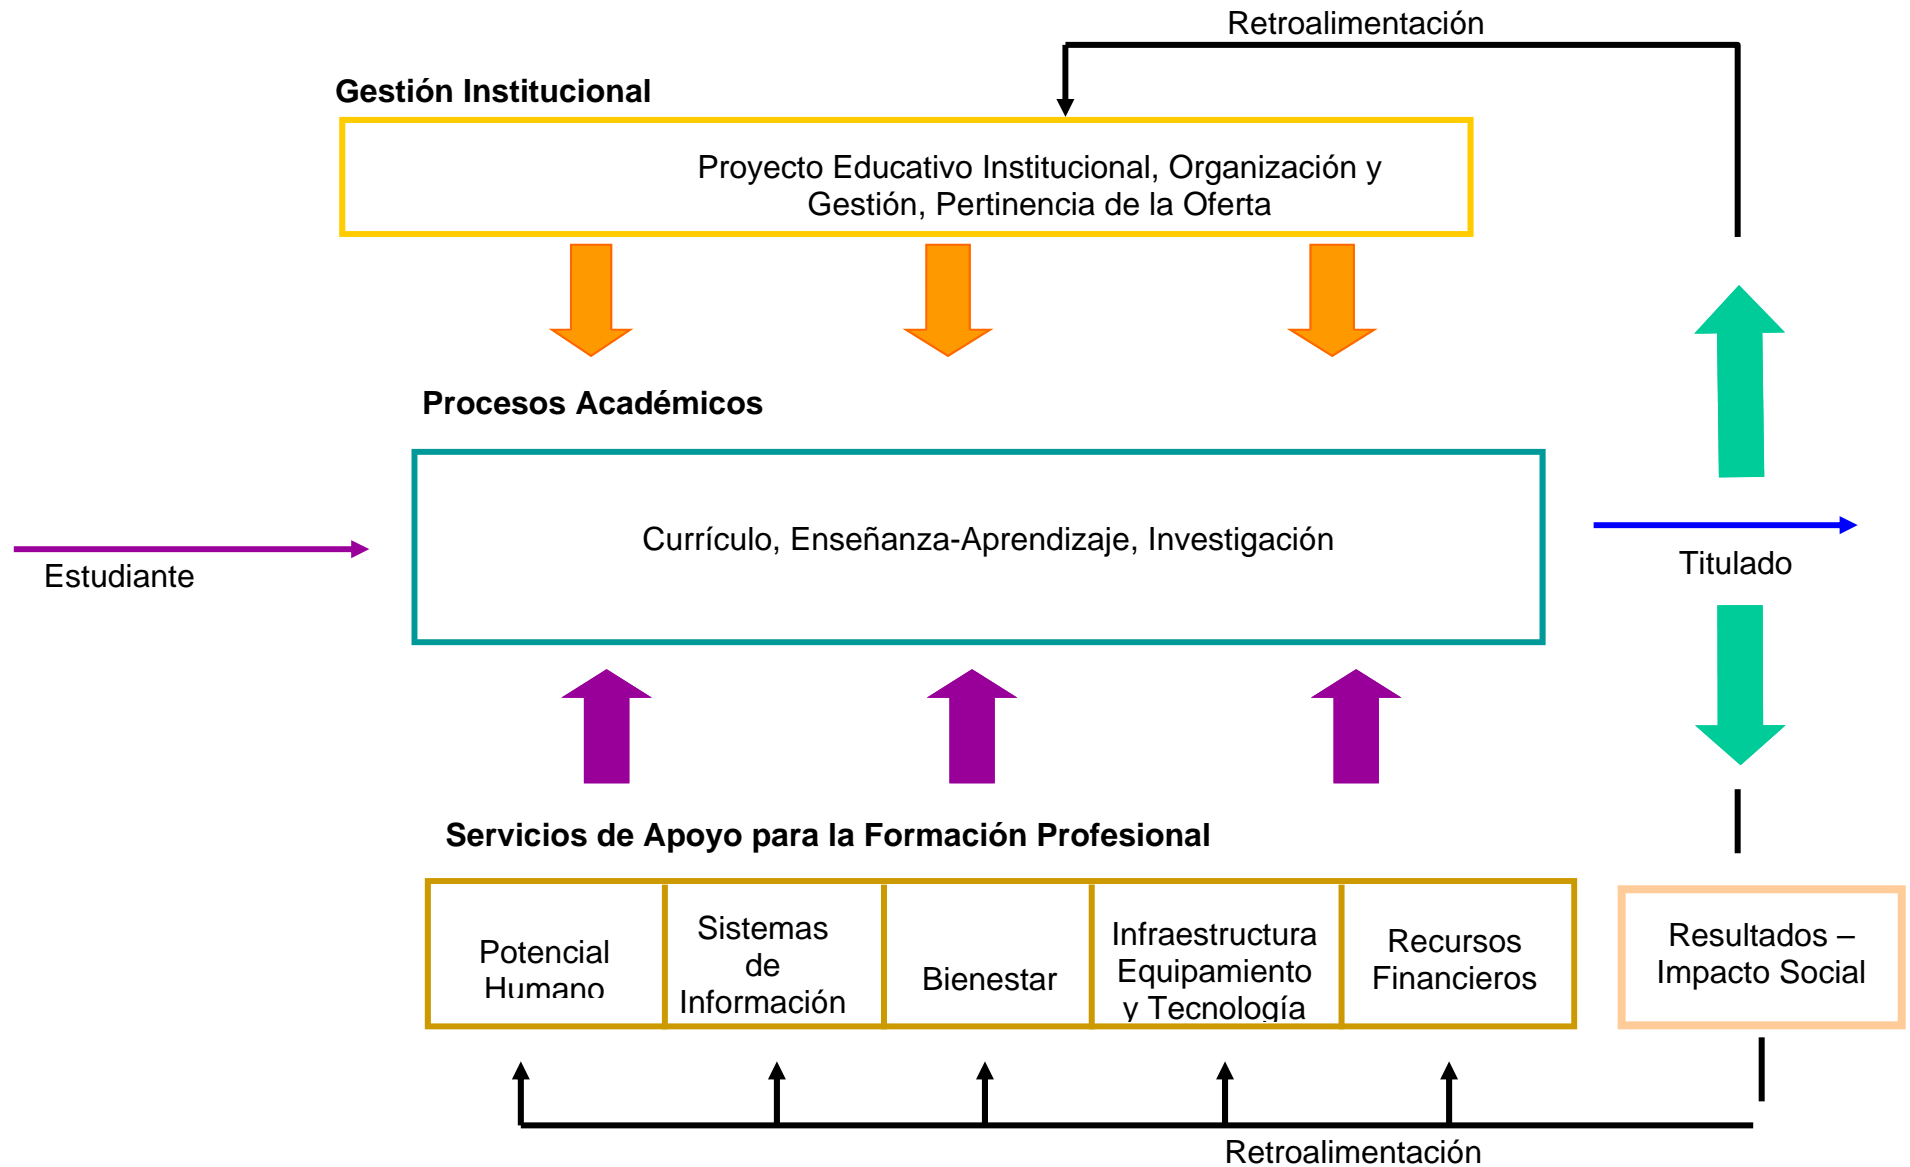 Retroalimentación
Gestión Institucional
Proyecto Educativo Institucional, Organización y
Gestión, Pertinencia de la Oferta
Procesos Académicos
Currículo, Enseñanza-Aprendizaje, Investigación
Estudiante
Titulado
Servicios de Apoyo para la Formación Profesional
Potencial
Humano
Sistemas
de
Información
Bienestar
Infraestructura
Equipamiento
y Tecnología
Recursos
Financieros
Resultados –
Impacto Social
Retroalimentación